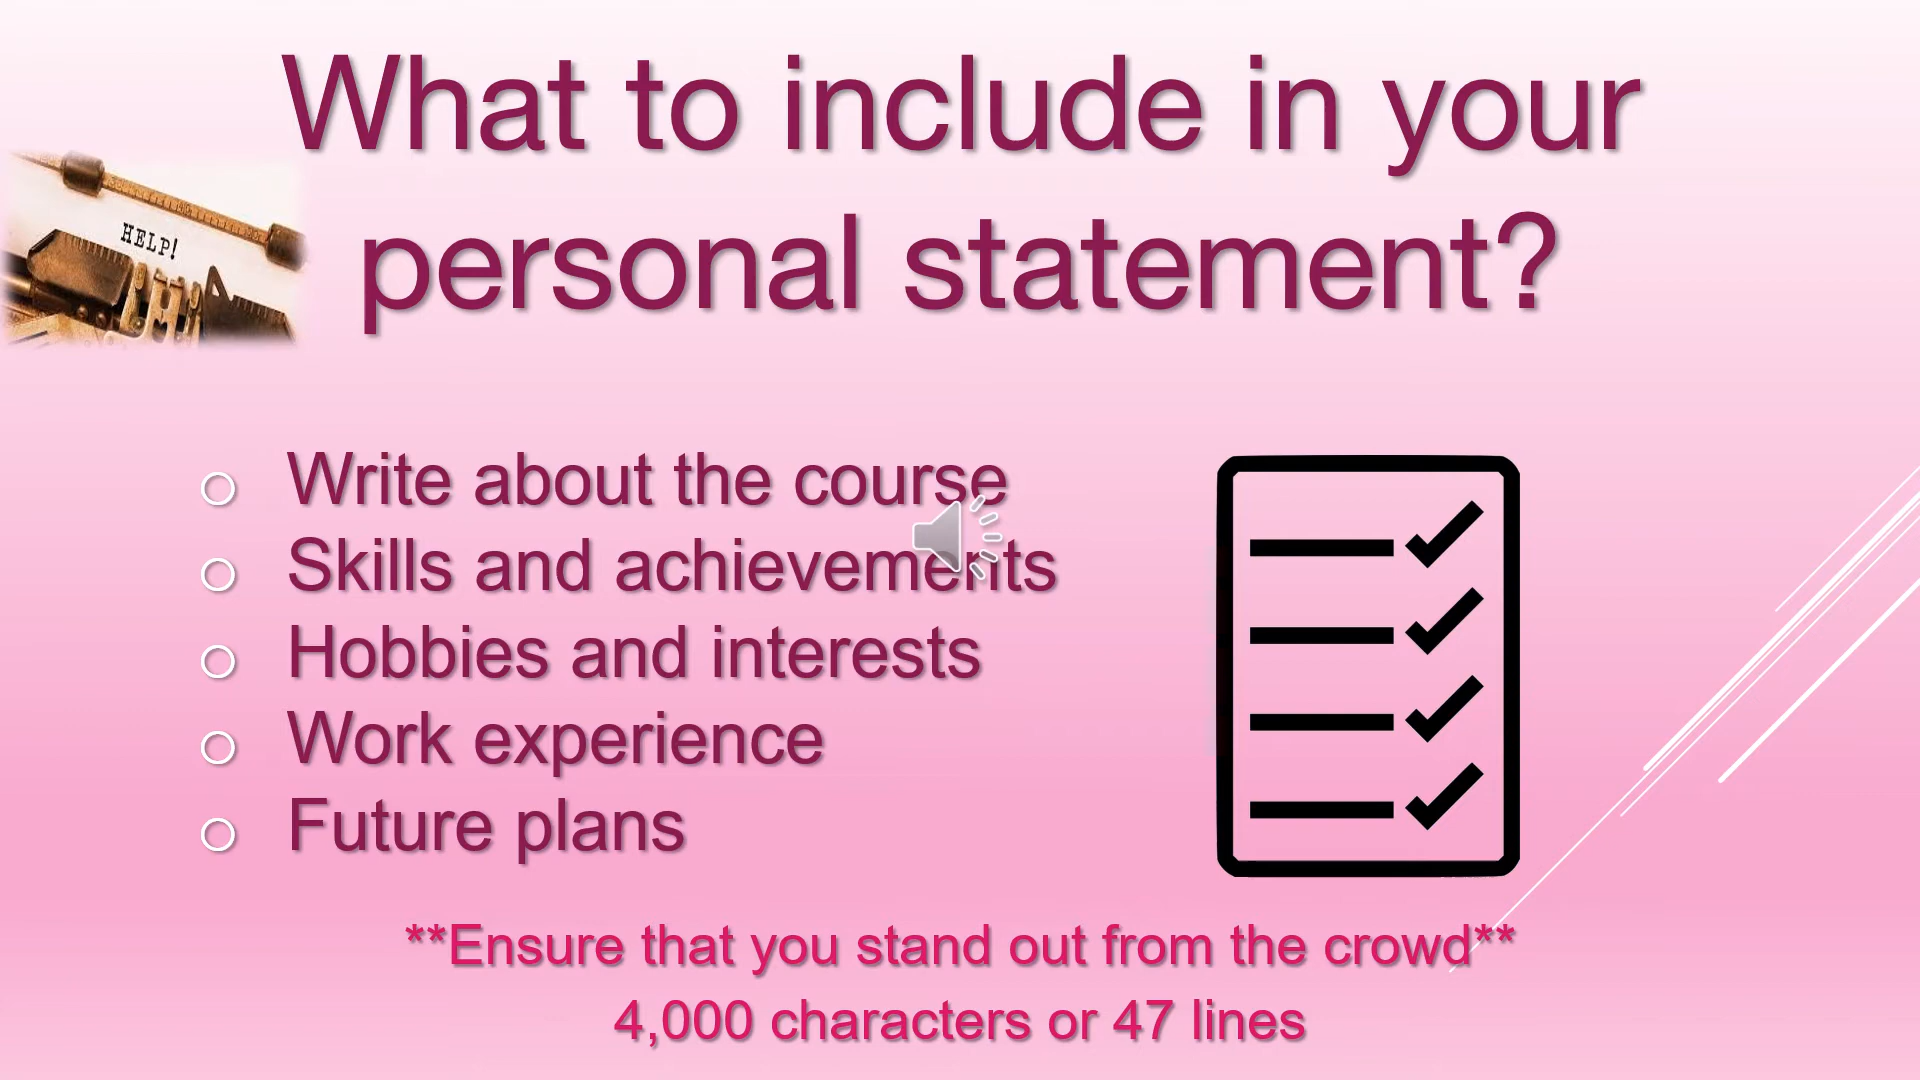 What to include in your
personal statement?
HELP!
Write about the course
Skills and achievements
Hobbies and interests
Work experience
Future plans
**Ensure that you stand out from the crowd**
4,000 characters or 47 lines